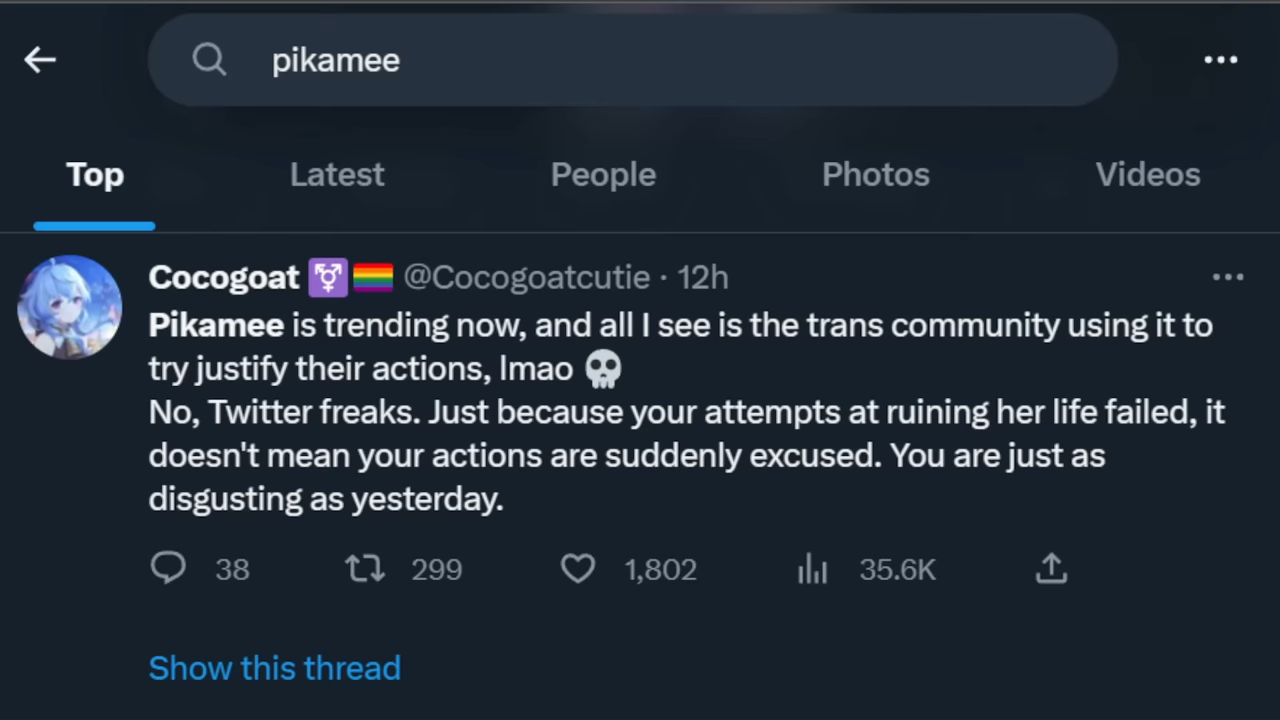 pikamee
Top Latest People Photos Videos
Cocogoat ⚧️🏳️‍🌈 @Cocogoatcutie · 12h
Pikamee is trending now, and all I see is the trans community using it to
try justify their actions, lmao 💀
No, Twitter freaks. Just because your attempts at ruining her life failed, it
doesn't mean your actions are suddenly excused. You are just as
disgusting as yesterday.
38 299 1,802 35.6K
Show this thread